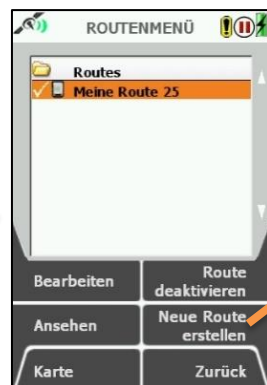 ROUTENMENÜ
Routes
Meine Route 25
Bearbeiten
Route
deaktivieren
Ansehen
Neue Route
erstellen
Karte
Zurück